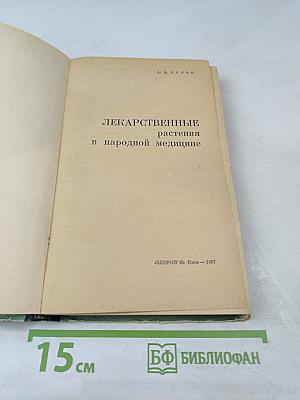 А. П. ПОПОВ
ЛЕКАРСТВЕННЫЕ
растения
в народной медицине
«ЗДОРОВ'Я» Киев — 1967
15 см
БФ БИБЛИОФАН